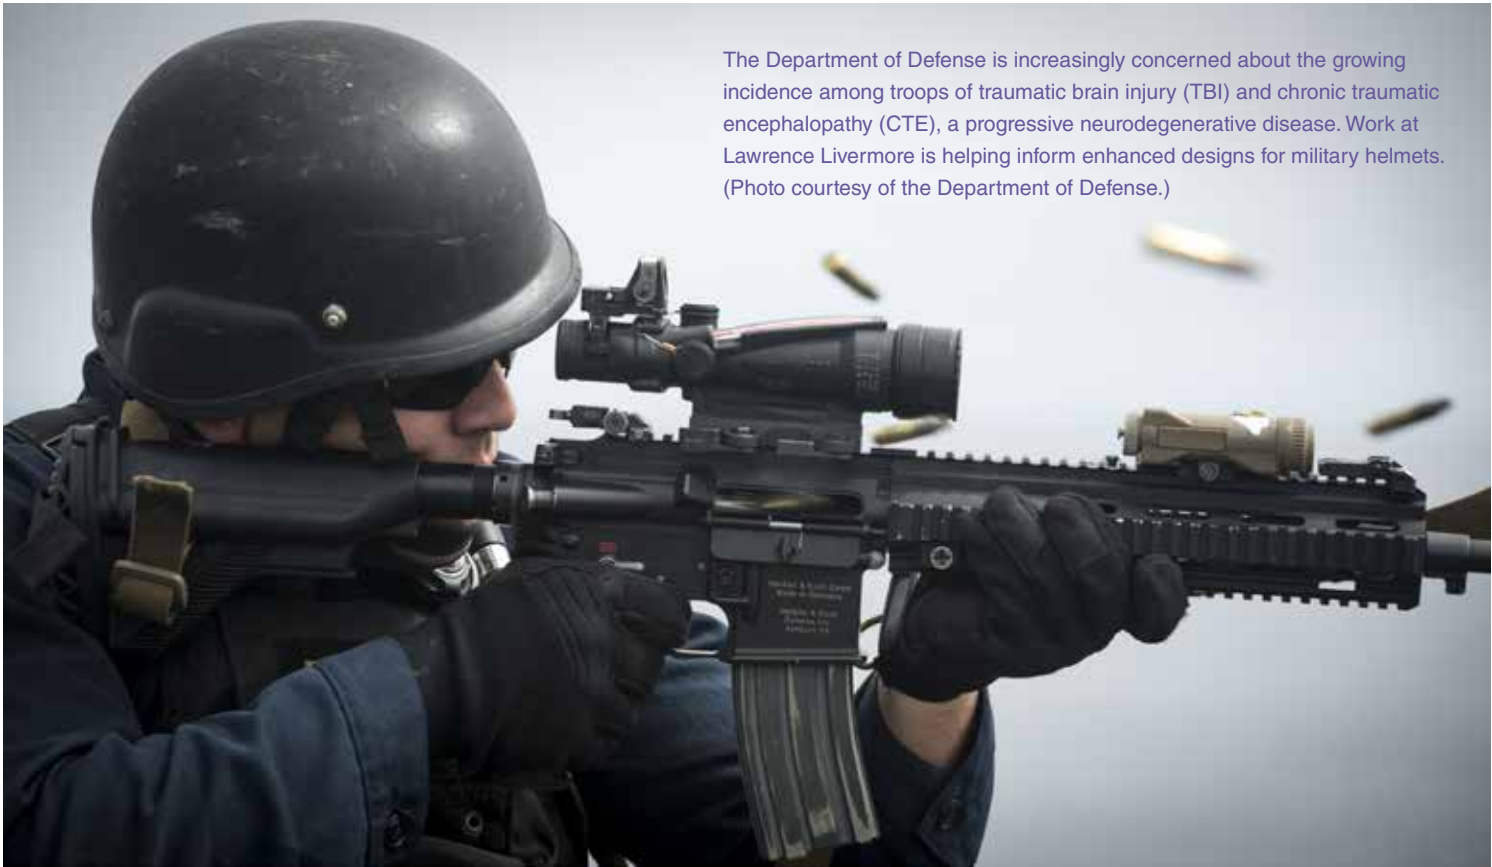 The Department of Defense is increasingly concerned about the growing
incidence among troops of traumatic brain injury (TBI) and chronic traumatic
encephalopathy (CTE), a progressive neurodegenerative disease. Work at
Lawrence Livermore is helping inform enhanced designs for military helmets.
(Photo courtesy of the Department of Defense.)